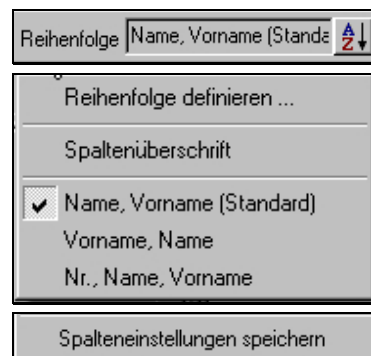 Reihenfolge Name, Vorname (Standa
Reihenfolge definieren ...
Spaltenüberschrift
Name, Vorname (Standard)
Vorname, Name
Nr., Name, Vorname
Spalteneinstellungen speichern